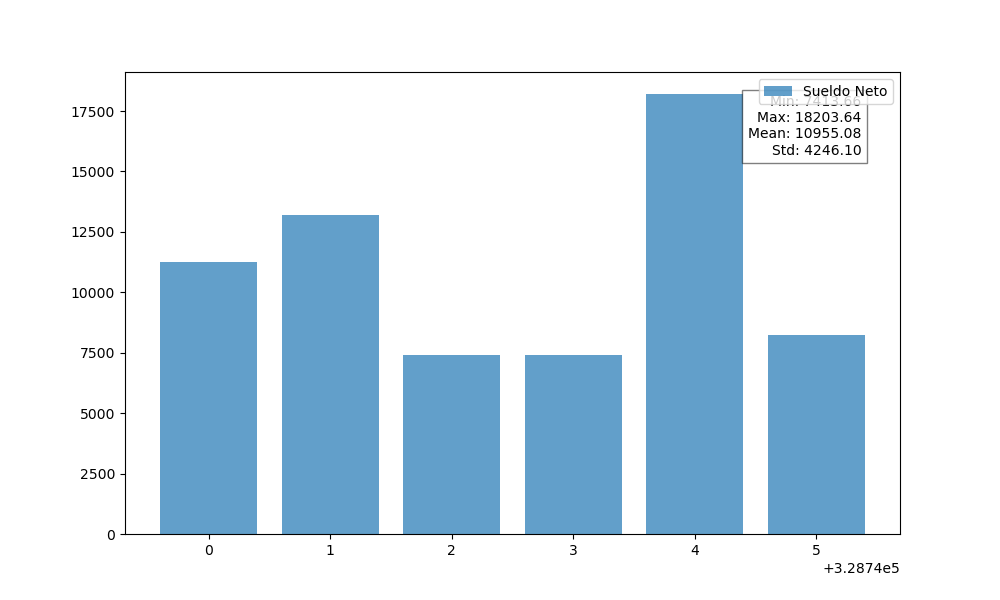 17500
15000
12500
10000
7500
5000
2500
0
Sueldo Neto
Min: 7413.66
Max: 18203.64
Mean: 10955.08
Std: 4246.10
0 1 2 3 4 5
+3.2874e5